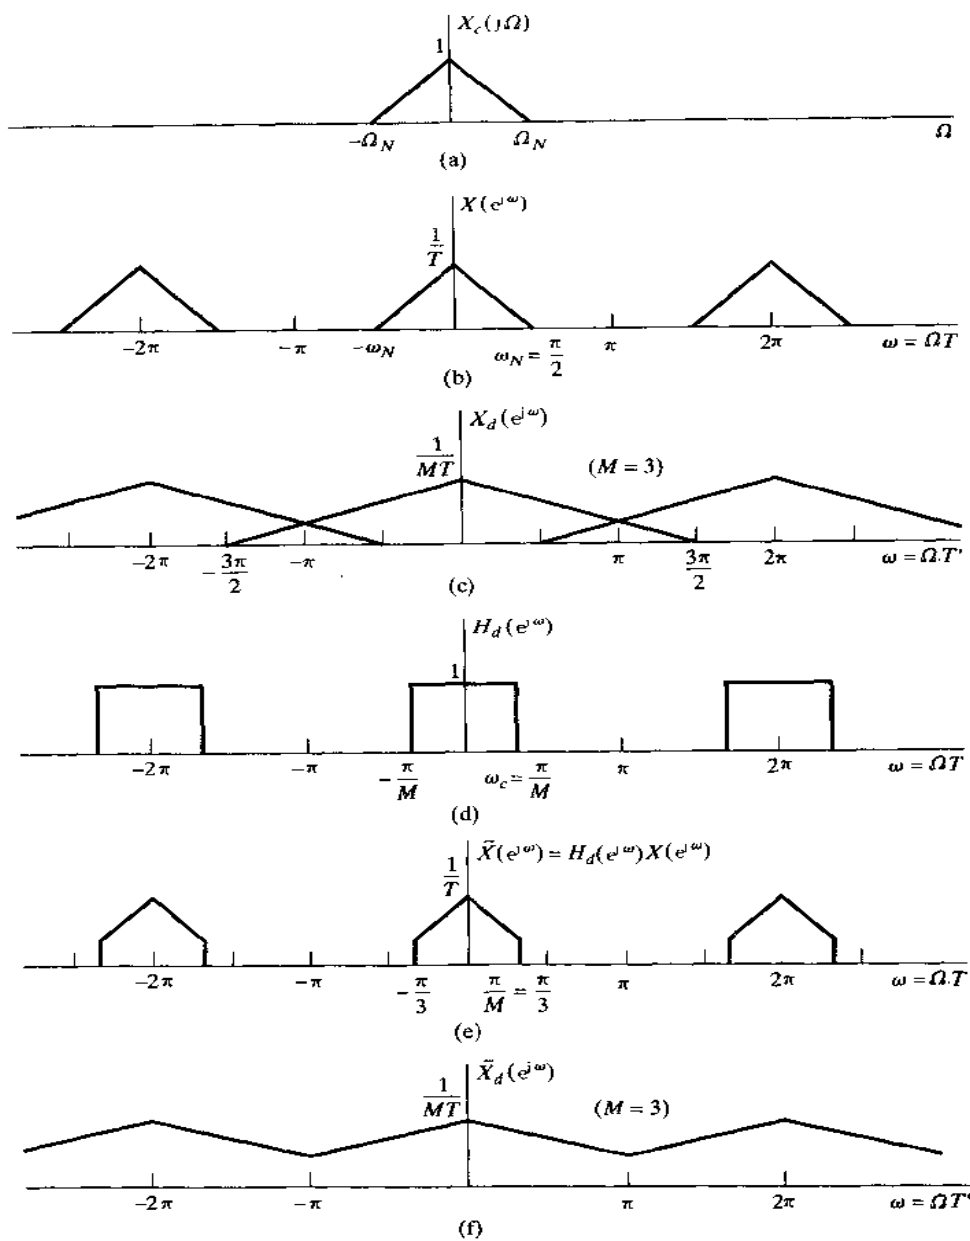 X_c(jΩ)
1
-Ω_N Ω_N Ω
(a)
X(e^{jω})
1/T
-2π -π -ω_N ω_N = π/2 π 2π ω = ΩT
(b)
X_d(e^{jω})
1/MT (M = 3)
-2π -3π/2 -π π 3π/2 2π ω = ΩT'
(c)
H_d(e^{jω})
1
-2π -π -π/M ω_c = π/M π 2π ω = ΩT
(d)
X̃(e^{jω}) = H_d(e^{jω})X(e^{jω})
1/T
-2π -π -π/3 π/M = π/3 π 2π ω = ΩT
(e)
X̃_d(e^{jω})
1/MT (M = 3)
-2π -π π 2π ω = ΩT'
(f)